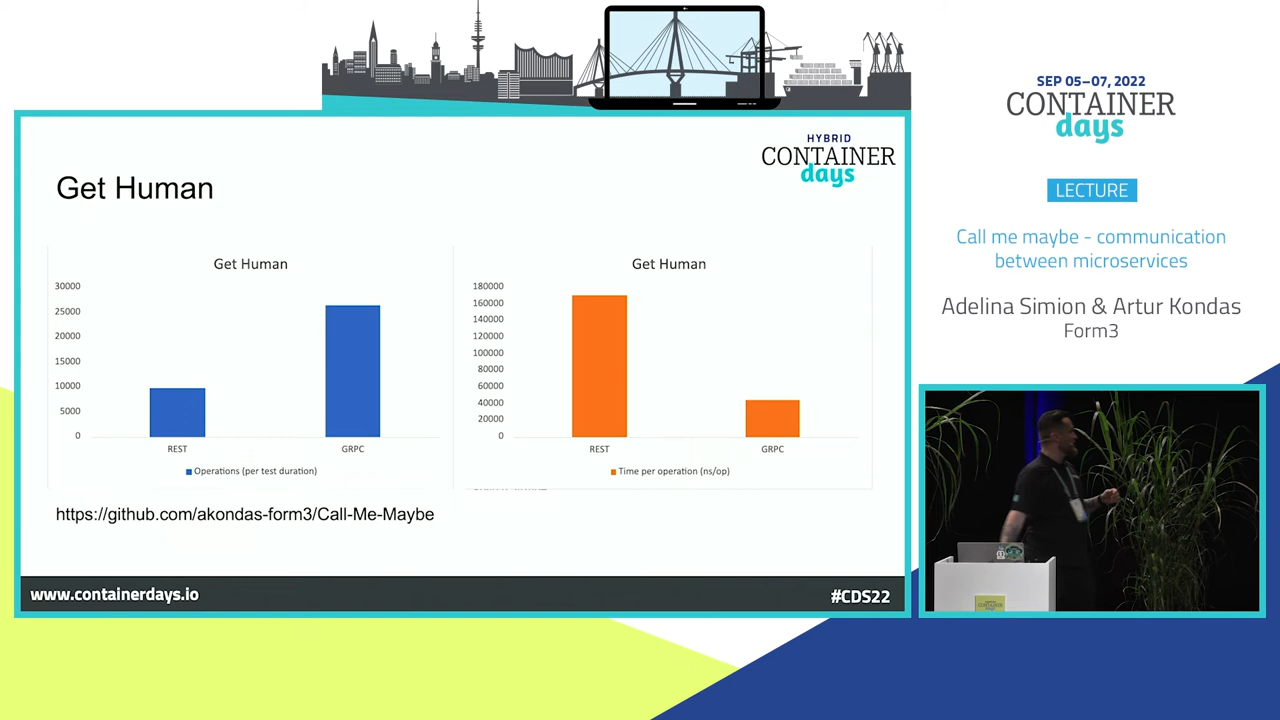 HYBRID
CONTAINER
days
Get Human
Get Human
30000
25000
20000
15000
10000
5000
0
REST
GRPC
Operations (per test duration)
Get Human
180000
160000
140000
120000
100000
80000
60000
40000
20000
0
REST
GRPC
Time per operation (ns/op)
https://github.com/akondas-form3/Call-Me-Maybe
www.containerdays.io
#CDS22
SEP 05–07, 2022
CONTAINER
days
LECTURE
Call me maybe - communication
between microservices
Adelina Simion & Artur Kondas
Form3